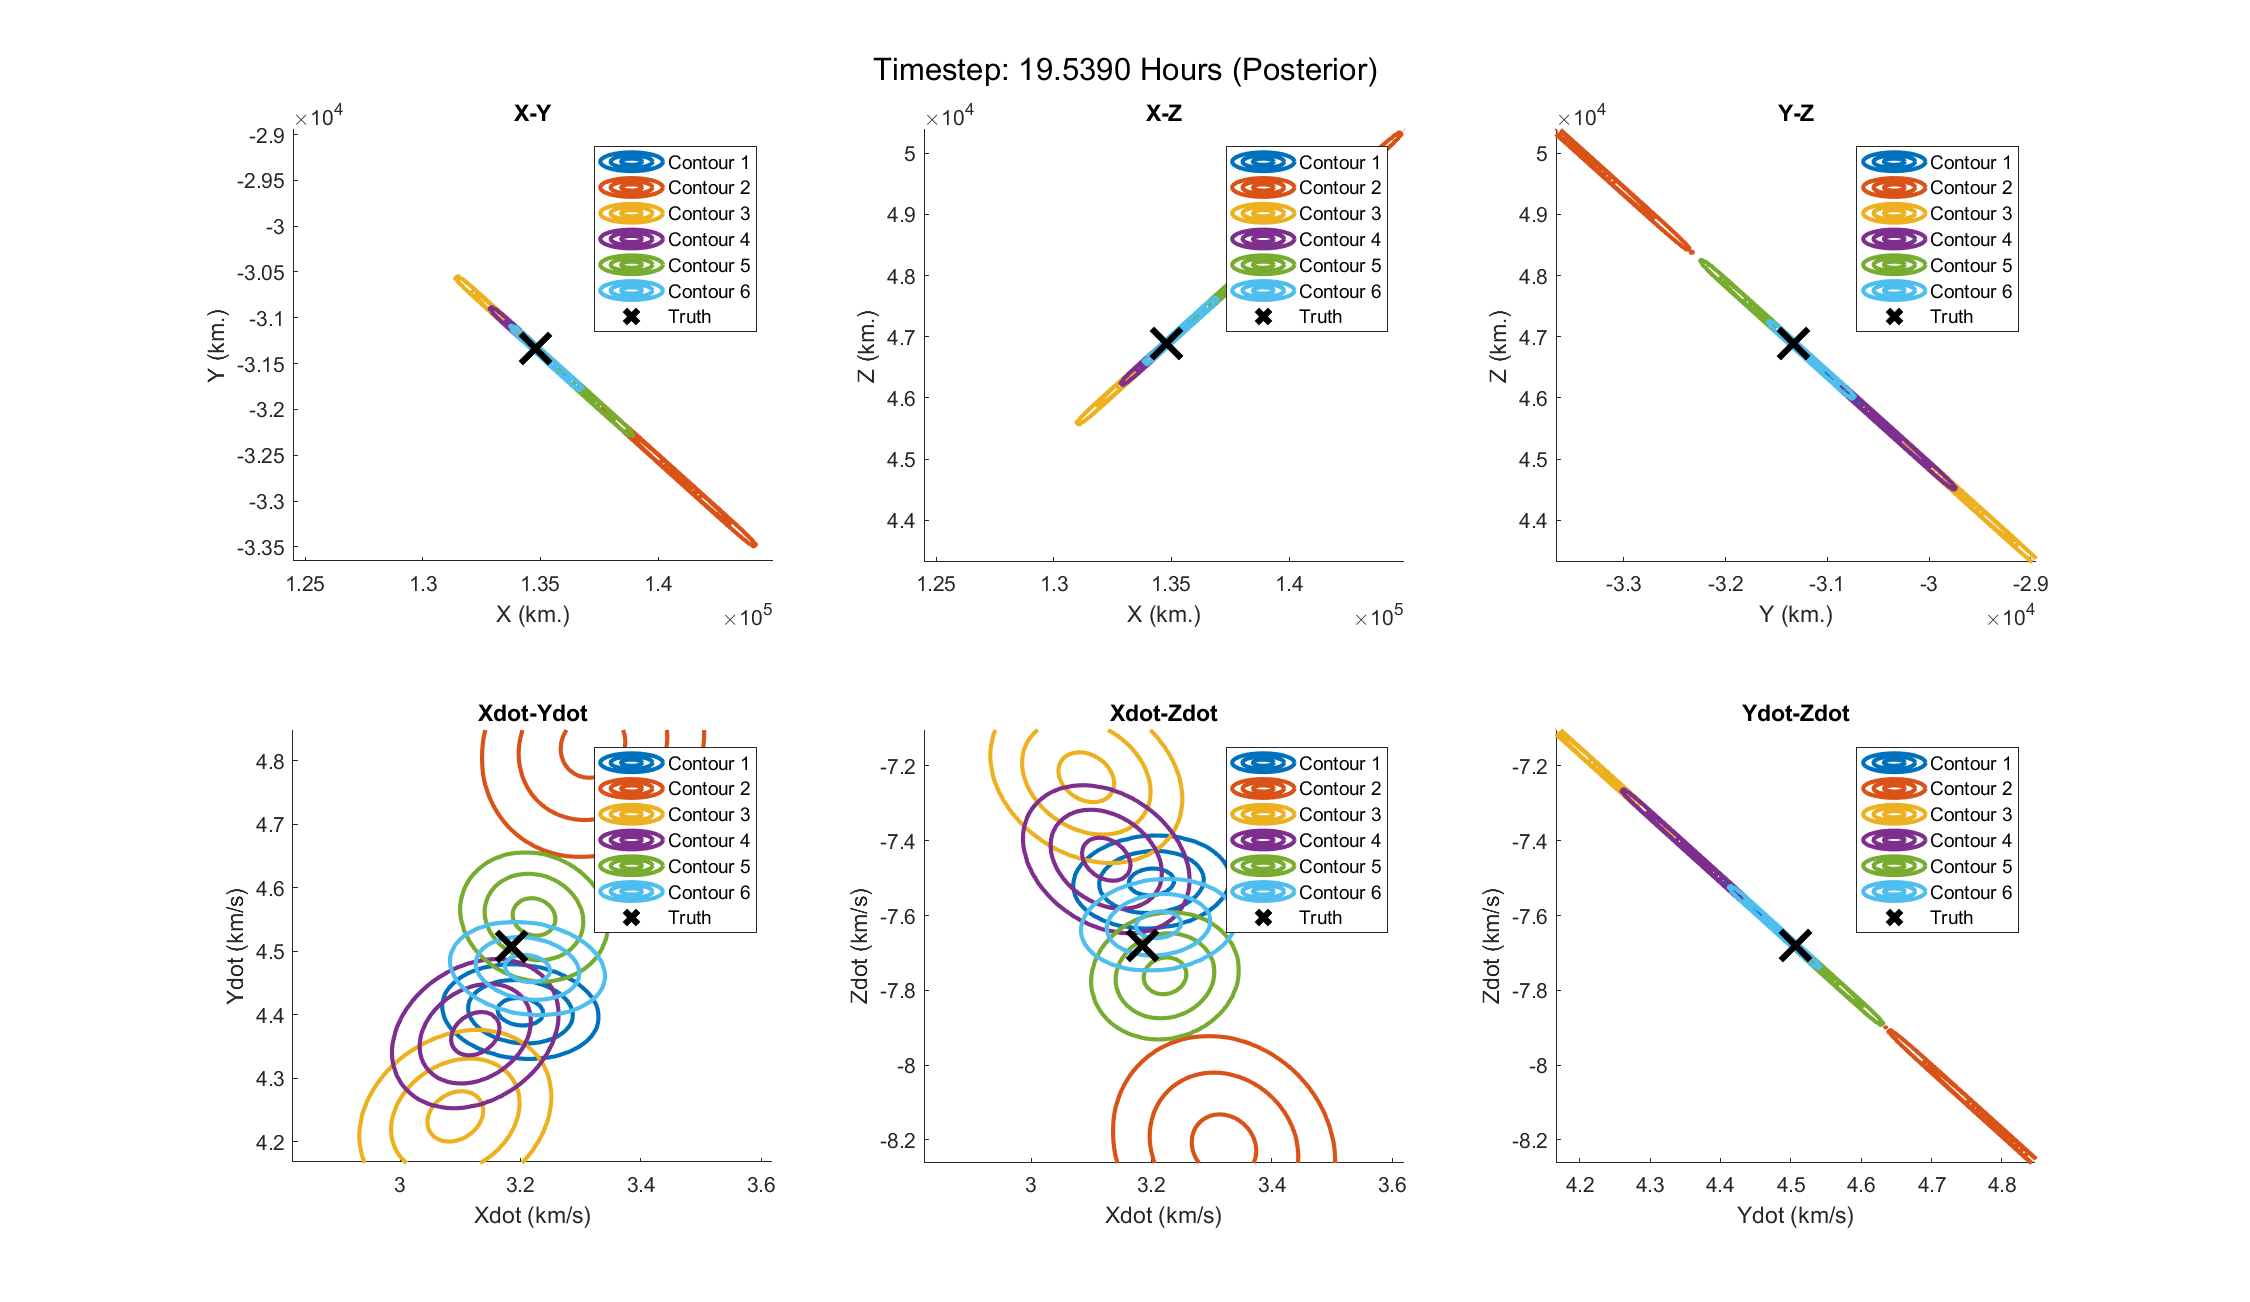 Timestep: 19.5390 Hours (Posterior)
X-Y
×10^4
-2.9
-2.95
-3
-3.05
-3.1
-3.15
-3.2
-3.25
-3.3
-3.35
Y (km.)
1.25 1.3 1.35 1.4
X (km.)
×10^5
Contour 1
Contour 2
Contour 3
Contour 4
Contour 5
Contour 6
Truth
X-Z
×10^4
5
4.9
4.8
4.7
4.6
4.5
4.4
Z (km.)
1.25 1.3 1.35 1.4
X (km.)
×10^5
Contour 1
Contour 2
Contour 3
Contour 4
Contour 5
Contour 6
Truth
Y-Z
×10^4
5
4.9
4.8
4.7
4.6
4.5
4.4
Z (km.)
-3.3 -3.2 -3.1 -3 -2.9
Y (km.)
×10^4
Contour 1
Contour 2
Contour 3
Contour 4
Contour 5
Contour 6
Truth
Xdot-Ydot
4.8
4.7
4.6
4.5
4.4
4.3
4.2
Ydot (km/s)
3 3.2 3.4 3.6
Xdot (km/s)
Contour 1
Contour 2
Contour 3
Contour 4
Contour 5
Contour 6
Truth
Xdot-Zdot
-7.2
-7.4
-7.6
-7.8
-8
-8.2
Zdot (km/s)
3 3.2 3.4 3.6
Xdot (km/s)
Contour 1
Contour 2
Contour 3
Contour 4
Contour 5
Contour 6
Truth
Ydot-Zdot
-7.2
-7.4
-7.6
-7.8
-8
-8.2
Zdot (km/s)
4.2 4.3 4.4 4.5 4.6 4.7 4.8
Ydot (km/s)
Contour 1
Contour 2
Contour 3
Contour 4
Contour 5
Contour 6
Truth